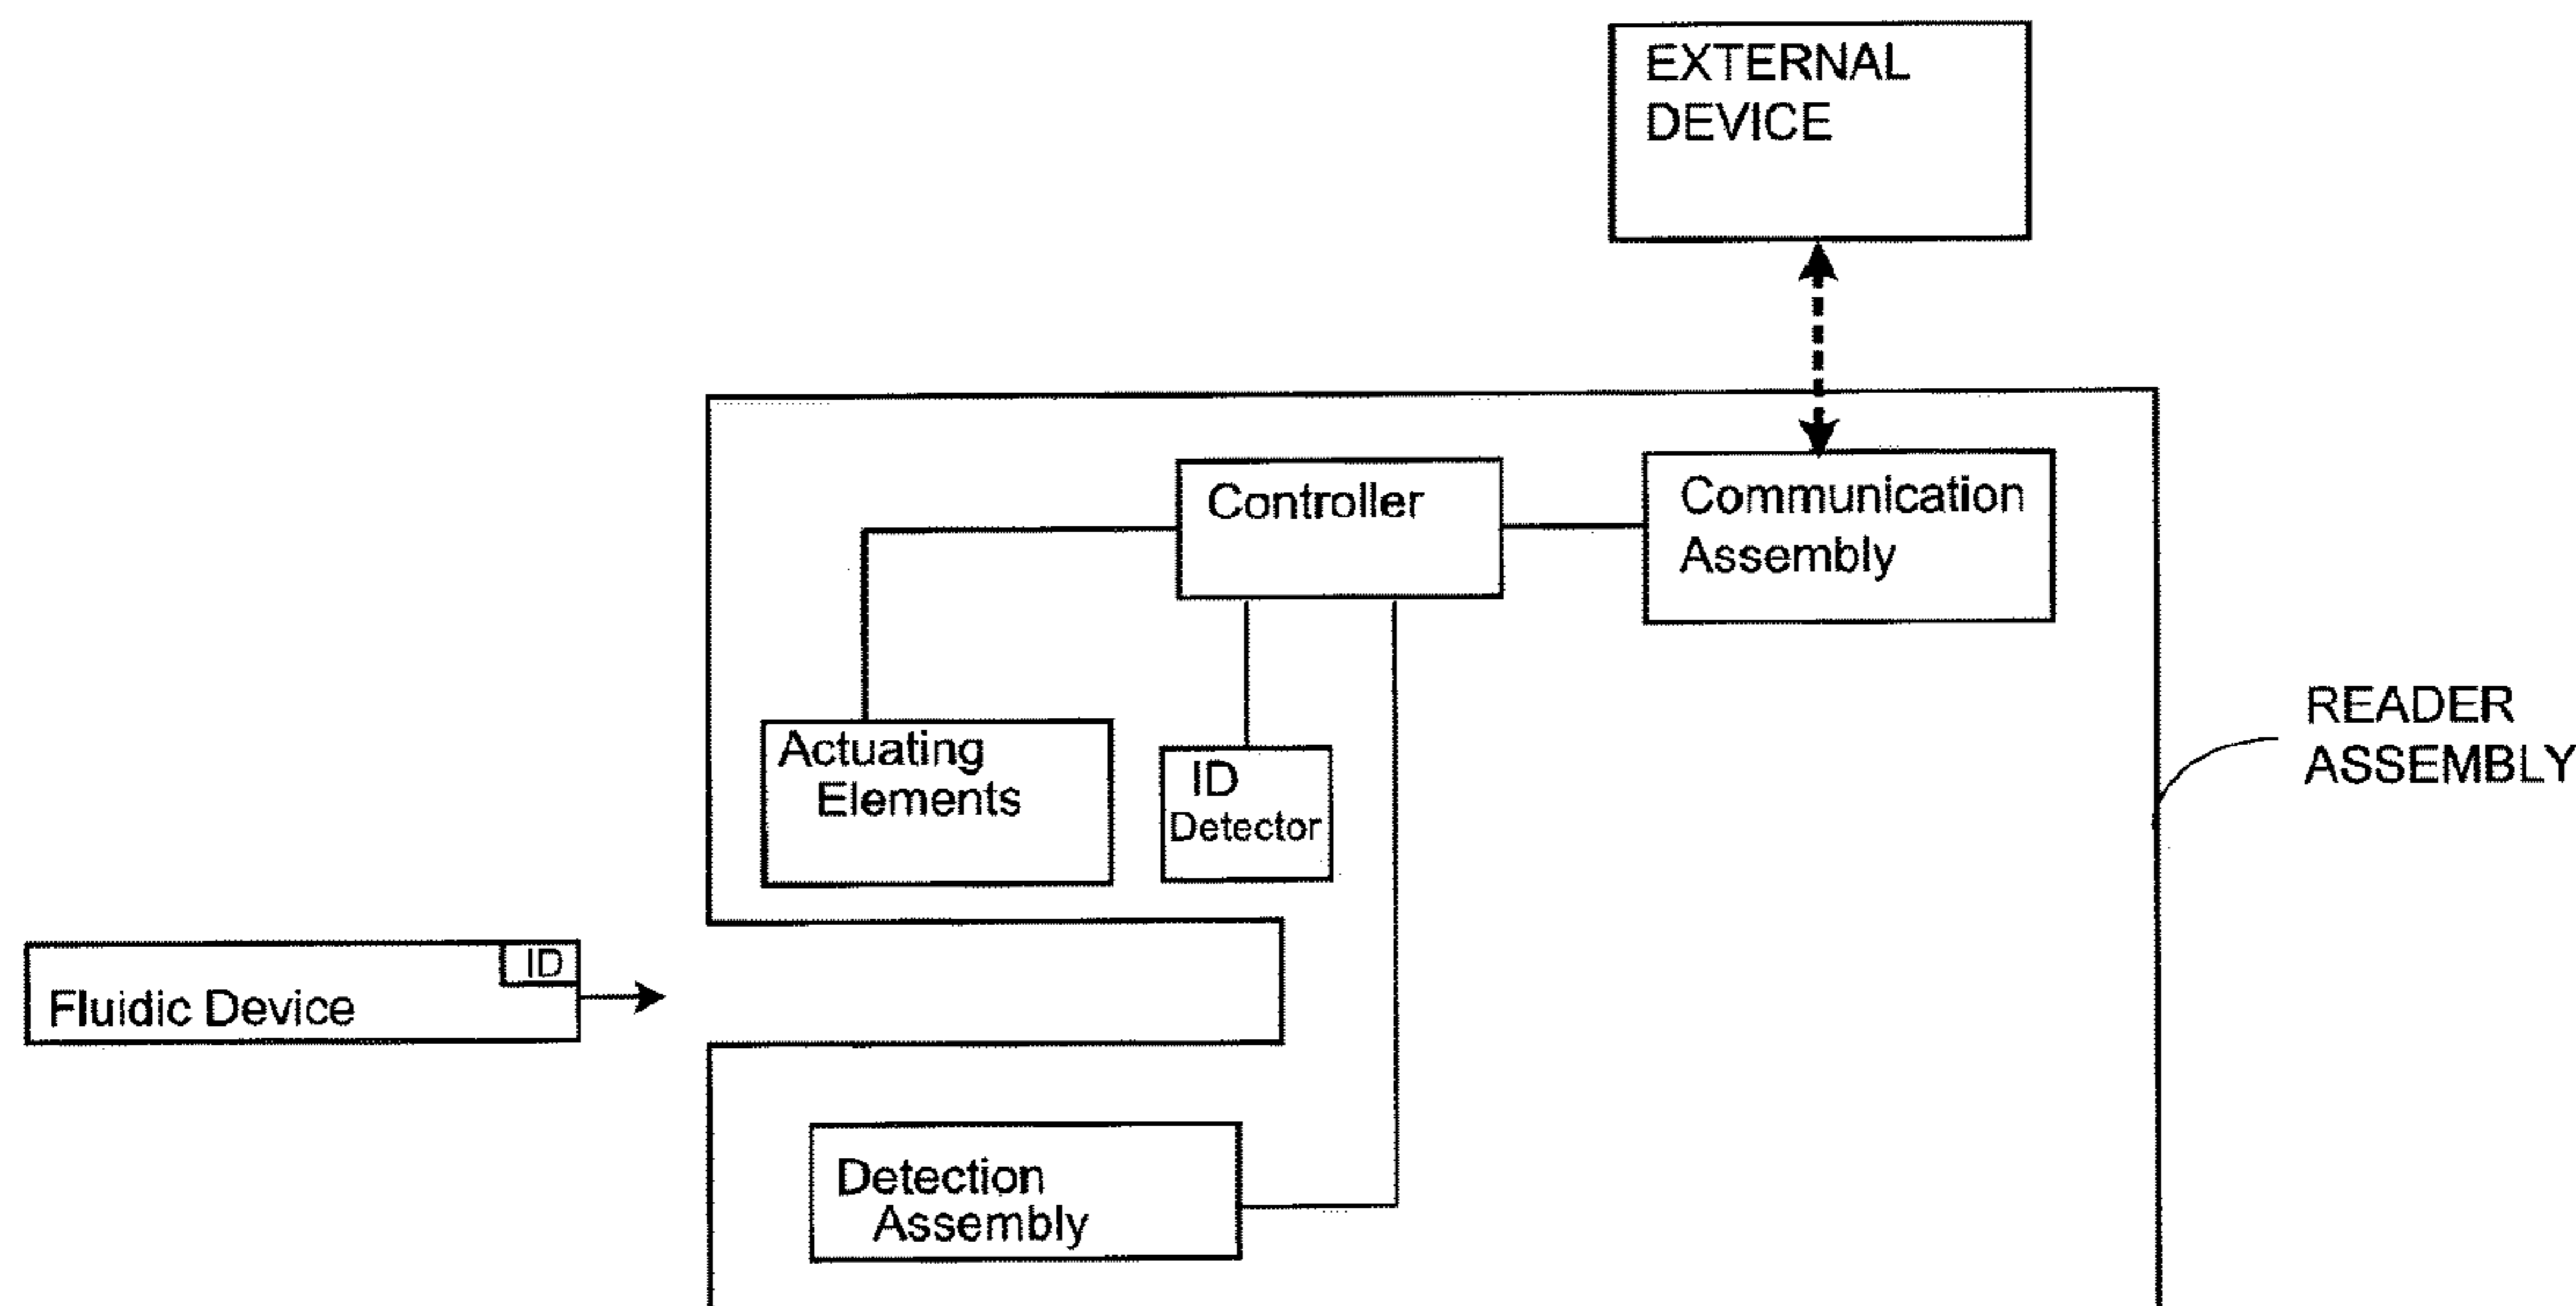 EXTERNAL
DEVICE
Controller
Communication
Assembly
READER
ASSEMBLY
Actuating
Elements
ID
Detector
ID
Fluidic Device
Detection
Assembly